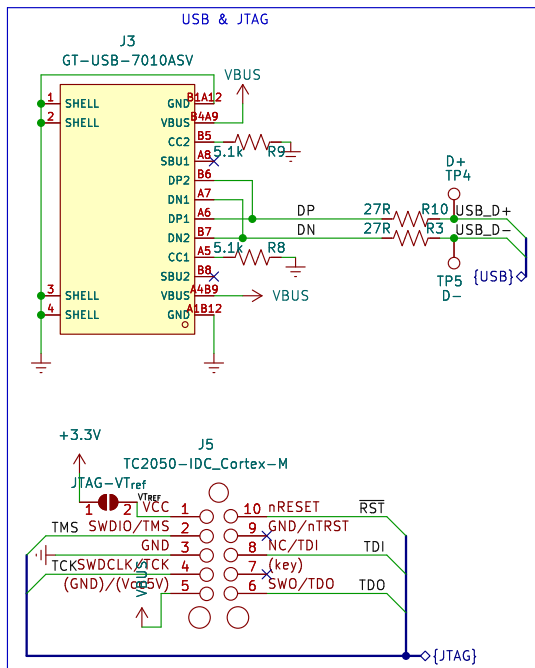 USB & JTAG
J3
GT-USB-7010ASV
VBUS
1 SHELL GND B1A12
2 SHELL VBUS B4A9
CC2 B5 5.1k R9
SBU1 A8
DP2 B6
DN1 A7
DP1 A6 DP 27R R10 USB_D+
D+
TP4
DN2 B7 DN 27R R3 USB_D-
CC1 A5 5.1k R8
SBU2 B8
{USB}
TP5
D-
3 SHELL VBUS A4B9 VBUS
4 SHELL GND A1B12
+3.3V
J5
TC2050-IDC_Cortex-M
JTAG-VTref
1 2 VTREF VCC 1 10 nRESET RST
TMS SWDIO/TMS 2 9 GND/nTRST
GND 3 8 NC/TDI TDI
TCK SWDCLK/TCK 4 7 (key)
(GND)/(Vcc5V) 5 6 SWO/TDO TDO
VBUS
{JTAG}